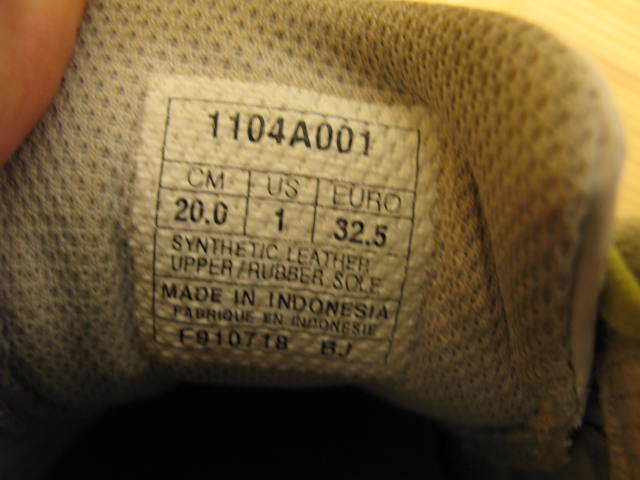 1104A001
CM US EURO
20.0 1 32.5
SYNTHETIC LEATHER
UPPER/RUBBER SOLE
MADE IN INDONESIA
FABRIQUE EN INDONESIE
F910718 BJ